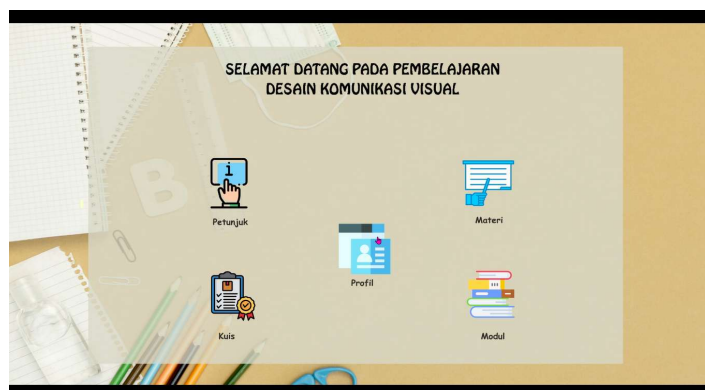 SELAMAT DATANG PADA PEMBELAJARAN
DESAIN KOMUNIKASI VISUAL
B
i
Petunjuk
Materi
Profil
Kuis
Modul